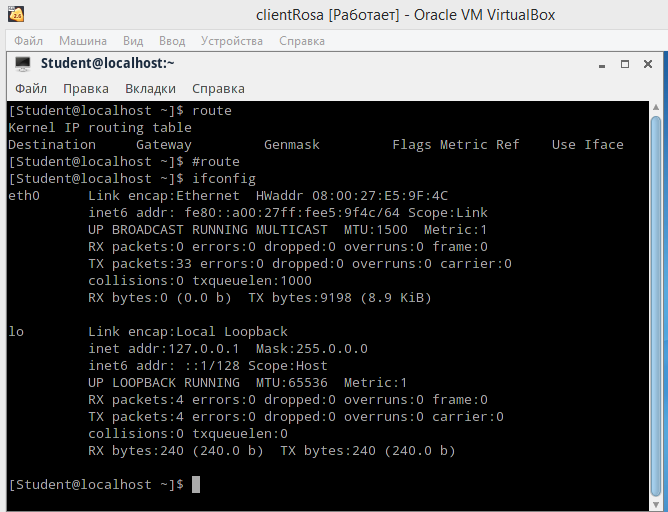 clientRosa [Работает] - Oracle VM VirtualBox
Файл Машина Вид Ввод Устройства Справка
Student@localhost:~
Файл Правка Вкладки Справка
[Student@localhost ~]$ route
Kernel IP routing table
Destination     Gateway         Genmask         Flags Metric Ref    Use Iface
[Student@localhost ~]$ #route
[Student@localhost ~]$ ifconfig
eth0      Link encap:Ethernet  HWaddr 08:00:27:E5:9F:4C
          inet6 addr: fe80::a00:27ff:fee5:9f4c/64 Scope:Link
          UP BROADCAST RUNNING MULTICAST  MTU:1500  Metric:1
          RX packets:0 errors:0 dropped:0 overruns:0 frame:0
          TX packets:33 errors:0 dropped:0 overruns:0 carrier:0
          collisions:0 txqueuelen:1000
          RX bytes:0 (0.0 b)  TX bytes:9198 (8.9 KiB)
lo        Link encap:Local Loopback
          inet addr:127.0.0.1  Mask:255.0.0.0
          inet6 addr: ::1/128 Scope:Host
          UP LOOPBACK RUNNING  MTU:65536  Metric:1
          RX packets:4 errors:0 dropped:0 overruns:0 frame:0
          TX packets:4 errors:0 dropped:0 overruns:0 carrier:0
          collisions:0 txqueuelen:0
          RX bytes:240 (240.0 b)  TX bytes:240 (240.0 b)
[Student@localhost ~]$